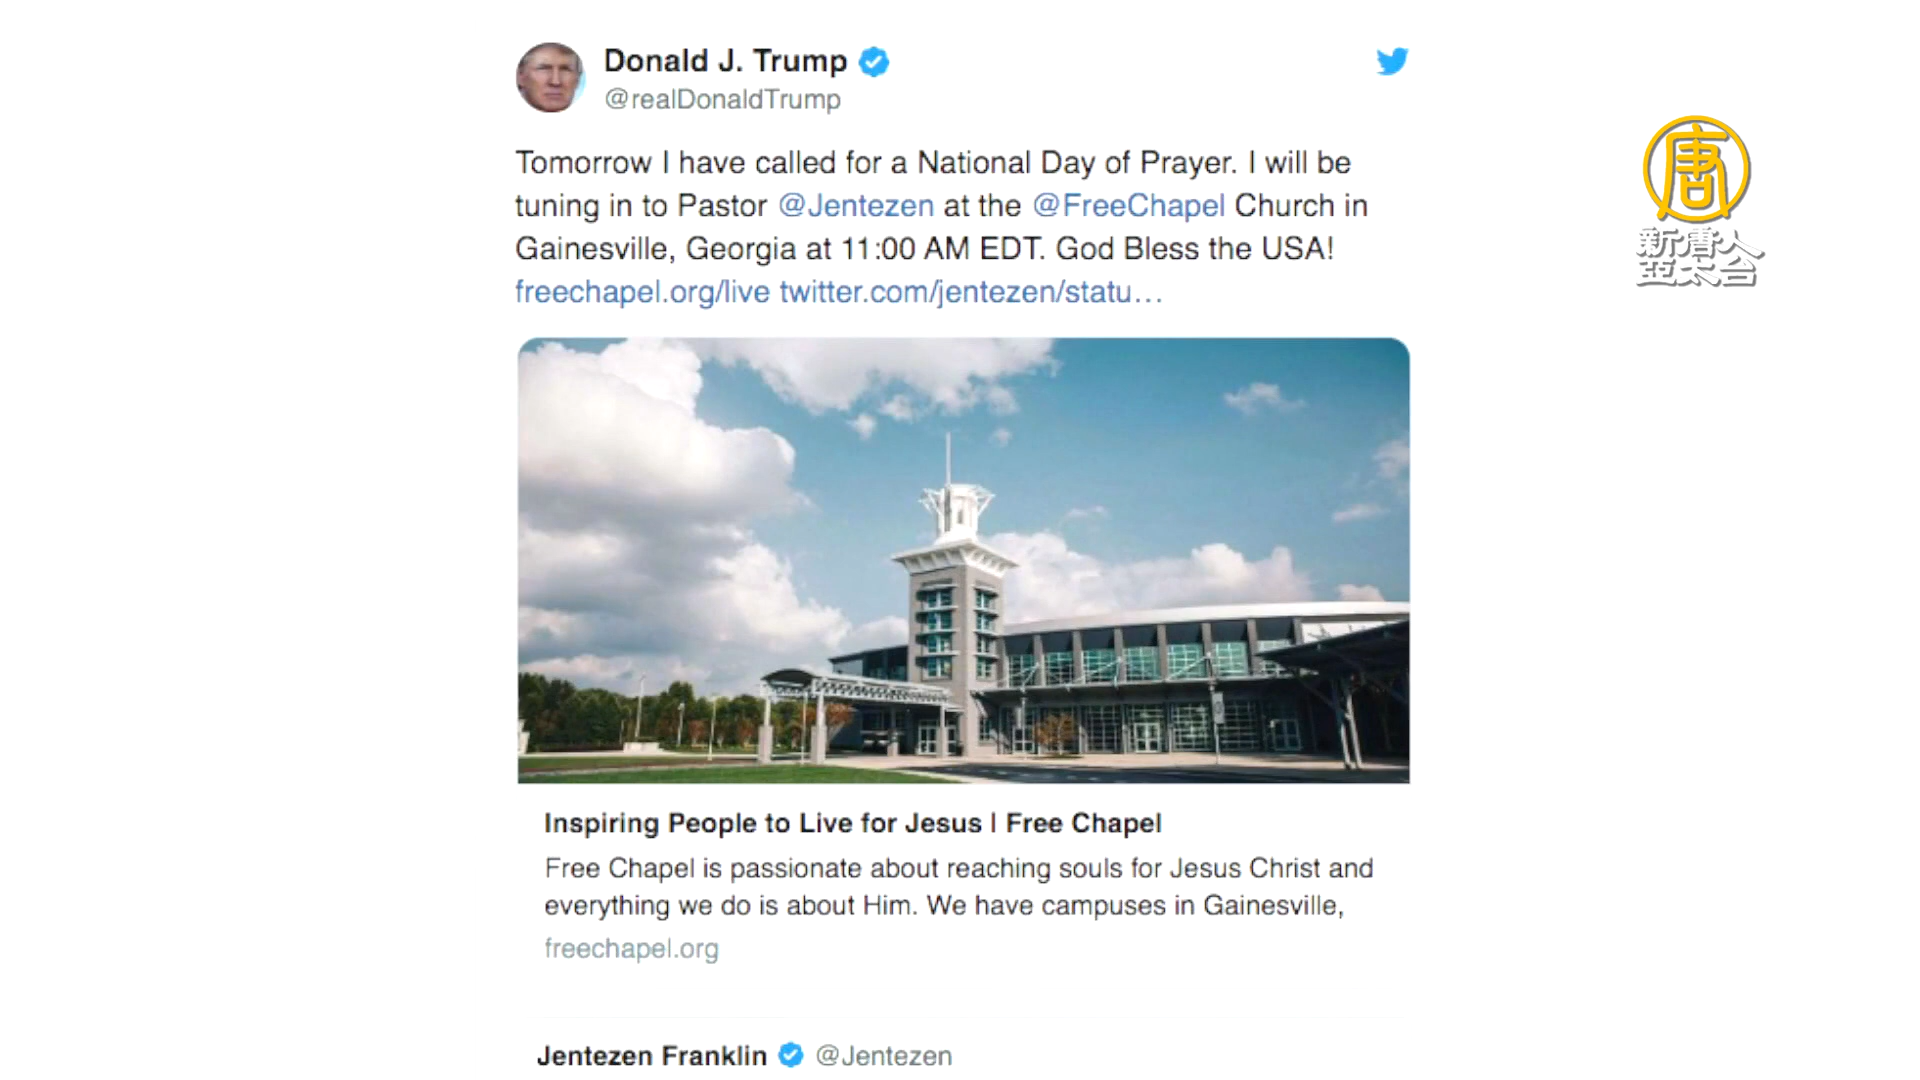 Donald J. Trump
@realDonaldTrump
Tomorrow I have called for a National Day of Prayer. I will be
tuning in to Pastor @Jentezen at the @FreeChapel Church in
Gainesville, Georgia at 11:00 AM EDT. God Bless the USA!
freechapel.org/live twitter.com/jentezen/statu…
唐
新唐人
亞太台
Inspiring People to Live for Jesus | Free Chapel
Free Chapel is passionate about reaching souls for Jesus Christ and
everything we do is about Him. We have campuses in Gainesville,
freechapel.org
Jentezen Franklin @Jentezen